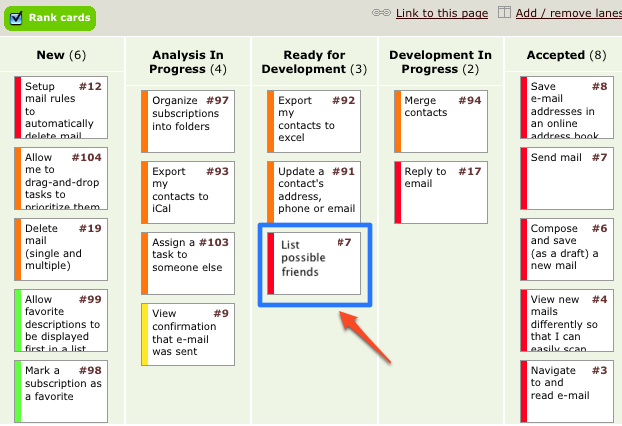 Rank cards
Link to this page
Add / remove lanes
New (6)
#12
Setup
mail rules
to
automatically
delete mail
#104
Allow
me to
drag-and-drop
tasks to
prioritize them
#19
Delete
mail
(single and
multiple)
#99
Allow
favorite
descriptions to
be displayed
first in a list
#98
Mark a
subscription as
a favorite
Analysis In
Progress (4)
#97
Organize
subscriptions
into folders
#93
Export
my
contacts to
iCal
#103
Assign a
task to
someone else
#9
View
confirmation
that e-mail
was sent
Ready for
Development (3)
#92
Export
my
contacts to
excel
#91
Update a
contact's
address,
phone or email
#7
List
possible
friends
Development In
Progress (2)
#94
Merge
contacts
#17
Reply to
email
Accepted (8)
#8
Save
e-mail
addresses in
an online
address book
#7
Send mail
#6
Compose
and save
(as a draft) a
new mail
#4
View new
mails
differently so
that I can
easily scan
#3
Navigate
to and
read e-mail